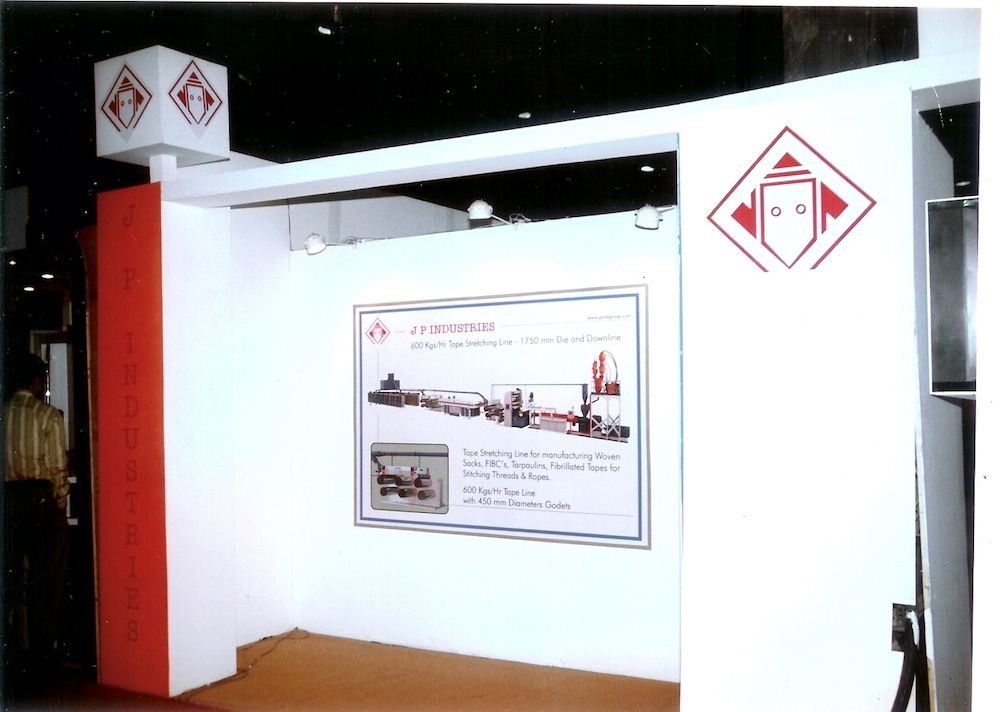 J P INDUSTRIES
J P INDUSTRIES
600 Kgs/Hr Tape Stretching Line - 1750 mm Die and Downline
Tape Stretching Line for manufacturing Woven
Sacks, FIBC's, Tarpaulins, Fibrillated Tapes for
Stitching Threads & Ropes.
600 Kgs/Hr Tape Line
with 450 mm Diameters Godets